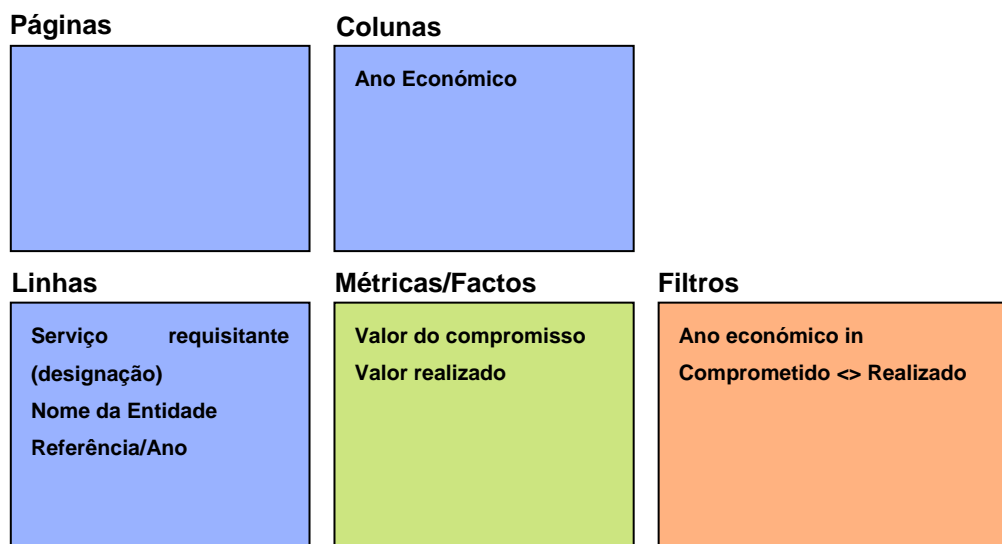 Páginas
Colunas
Ano Económico
Linhas
Métricas/Factos
Filtros
Serviço requisitante
(designação)
Nome da Entidade
Referência/Ano
Valor do compromisso
Valor realizado
Ano económico in
Comprometido <> Realizado